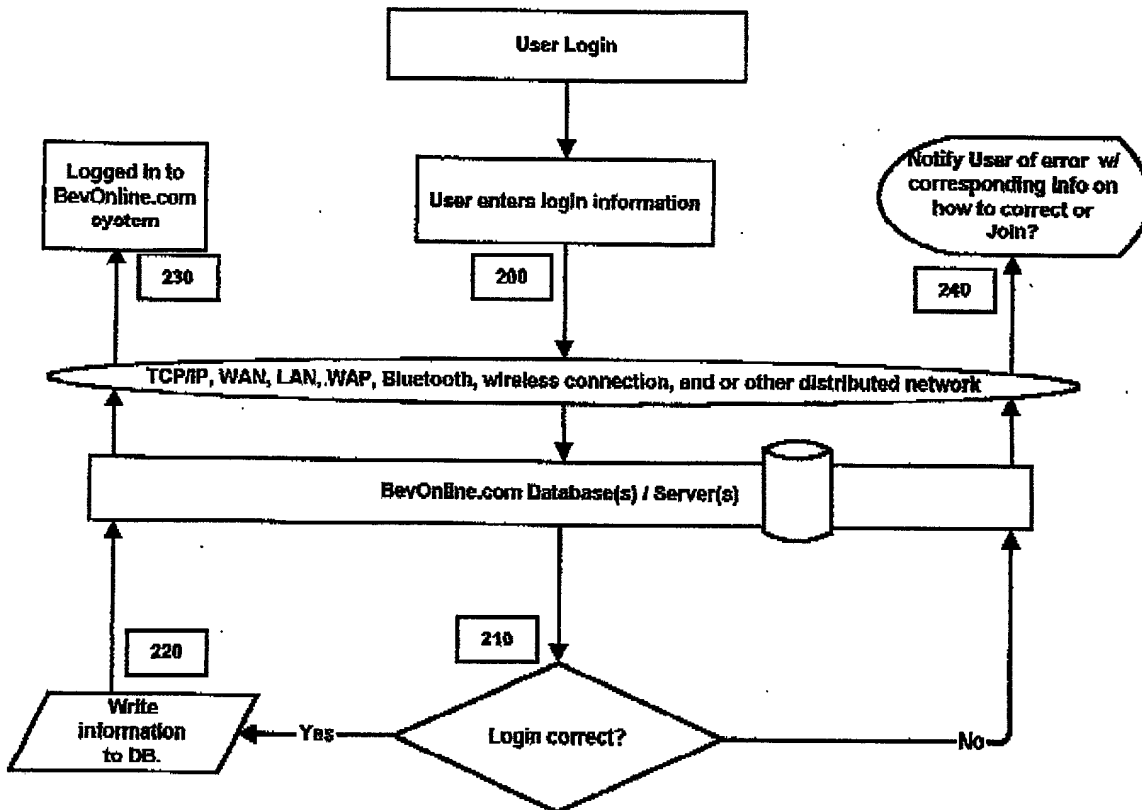 User Login
Logged in to
BevOnline.com
system
User enters login information
Notify User of error w/
corresponding info on
how to correct or
Join?
230
200
240
TCP/IP, WAN, LAN, WAP, Bluetooth, wireless connection, and or other distributed network
BevOnline.com Database(s) / Server(s)
220
210
Write
information
to DB.
Yes
Login correct?
No